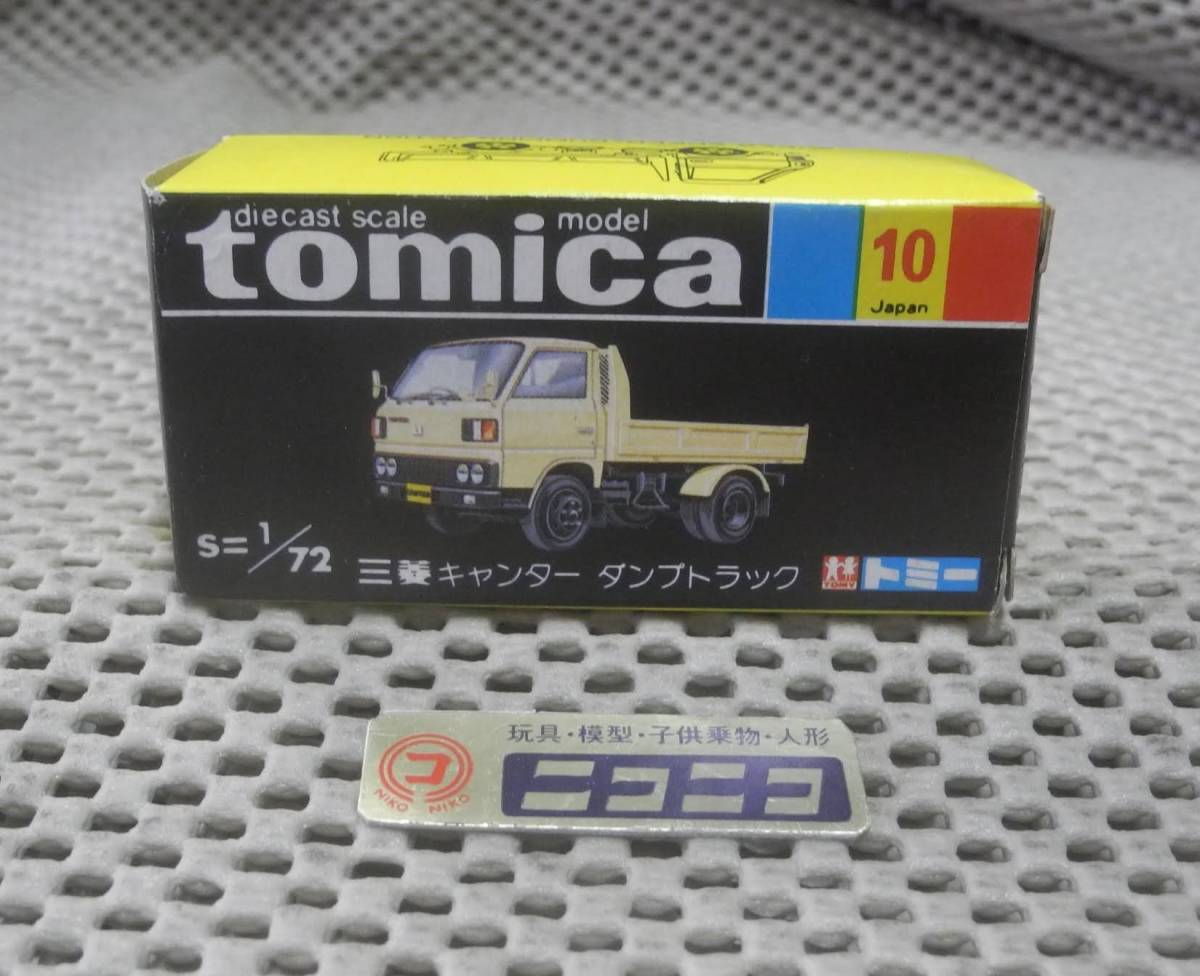 diecast scale model
tomica
10
Japan
S=1/72
三菱キャンター ダンプトラック
TOMY
トミー
玩具・模型・子供乗物・人形
コ
NIKO NIKO
ニコニコ